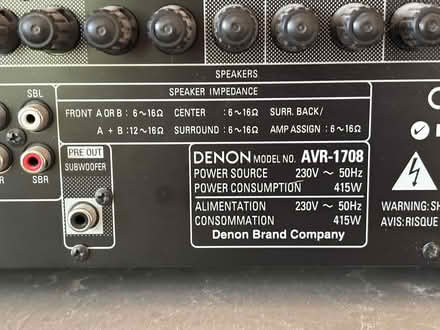 SPEAKERS
SPEAKER IMPEDANCE
FRONT A OR B : 6~16Ω CENTER : 6~16Ω SURR. BACK/
A + B : 12~16Ω SURROUND : 6~16Ω AMP ASSIGN : 6~16Ω
SBL
SBR
PRE OUT
SUBWOOFER
DENON MODEL NO. AVR-1708
POWER SOURCE 230V ~ 50Hz
POWER CONSUMPTION 415W
ALIMENTATION 230V ~ 50Hz
CONSOMMATION 415W
Denon Brand Company
WARNING: SH
AVIS: RISQUE